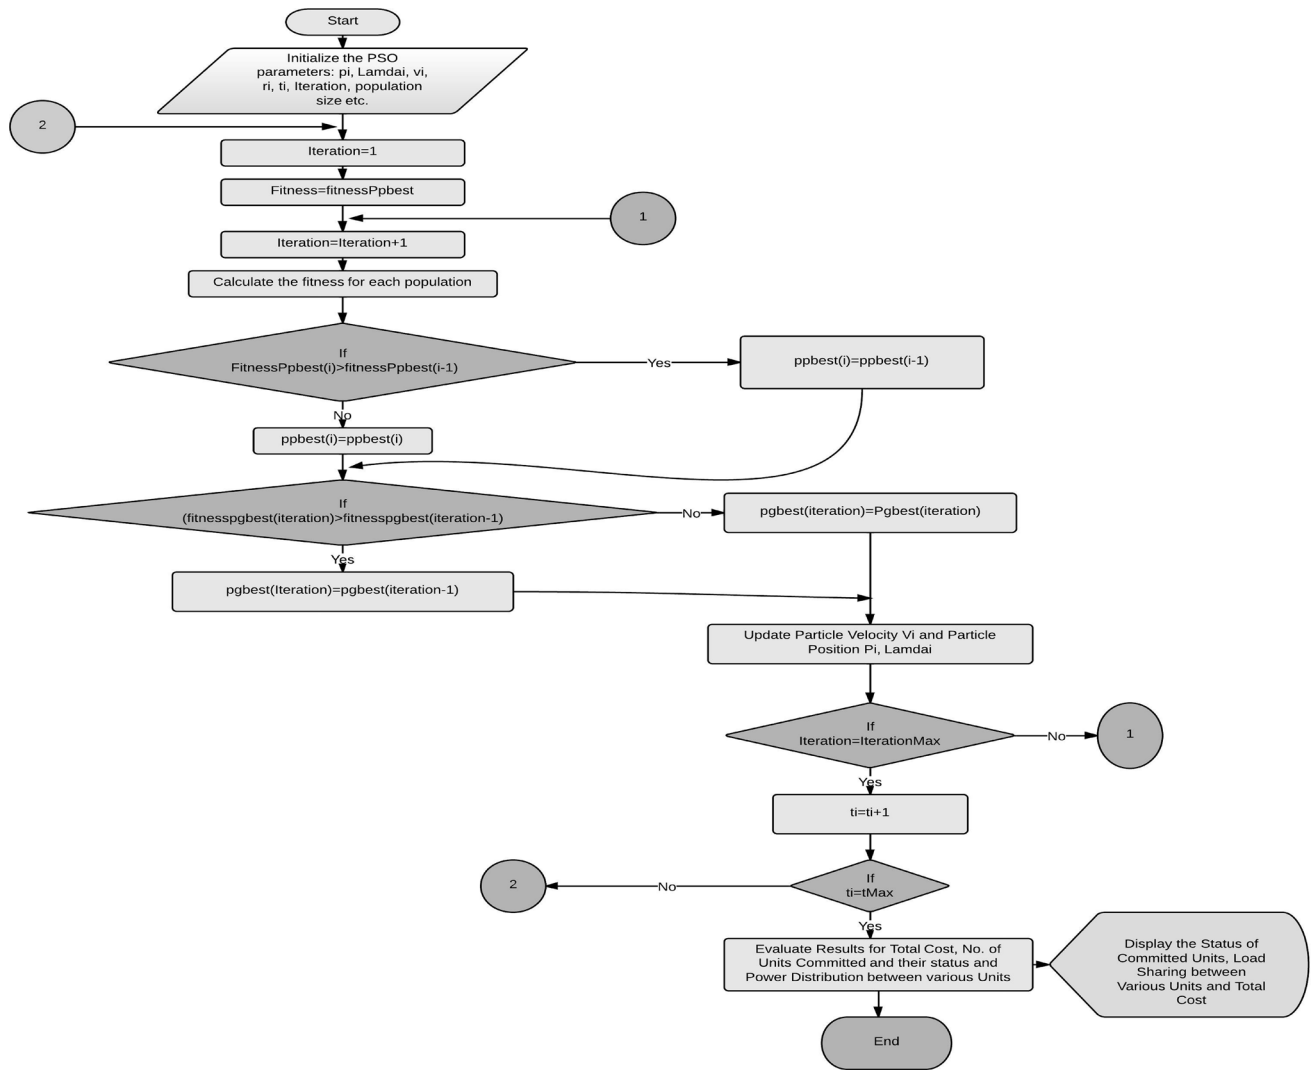 Start
Initialize the PSO
parameters: pi, Lamdai, vi,
ri, ti, Iteration, population
size etc.
2
Iteration=1
Fitness=fitnessPpbest
1
Iteration=Iteration+1
Calculate the fitness for each population
If
FitnessPpbest(i)>fitnessPpbest(i-1)
Yes
ppbest(i)=ppbest(i-1)
No
ppbest(i)=ppbest(i)
If
(fitnesspgbest(iteration)>fitnesspgbest(iteration-1)
No
pgbest(iteration)=Pgbest(iteration)
Yes
pgbest(Iteration)=pgbest(iteration-1)
Update Particle Velocity Vi and Particle
Position Pi, Lamdai
If
Iteration=IterationMax
No
1
Yes
ti=ti+1
If
ti=tMax
No
2
Yes
Evaluate Results for Total Cost, No. of
Units Committed and their status and
Power Distribution between various Units
Display the Status of
Committed Units, Load
Sharing between
Various Units and Total
Cost
End